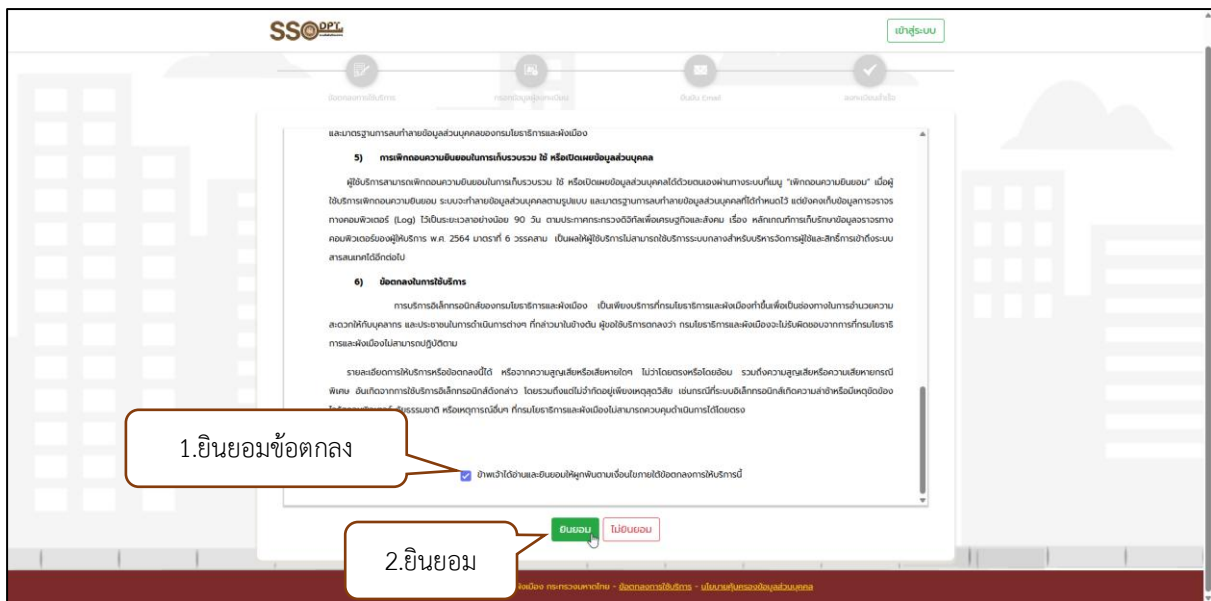 SSO DPT.
เข้าสู่ระบบ
ข้อตกลงการใช้บริการ
กรอกข้อมูลผู้ลงทะเบียน
ยืนยัน Email
ลงทะเบียนสำเร็จ
และมาตรฐานการลบทำลายข้อมูลส่วนบุคคลของกรมโยธาธิการและผังเมือง
5) การเพิกถอนความยินยอมในการเก็บรวบรวม ใช้ หรือเปิดเผยข้อมูลส่วนบุคคล
ผู้ใช้บริการสามารถเพิกถอนความยินยอมในการเก็บรวบรวม ใช้ หรือเปิดเผยข้อมูลส่วนบุคคลได้ด้วยตนเองผ่านทางระบบที่เมนู "เพิกถอนความยินยอม" เมื่อผู้
ใช้บริการเพิกถอนความยินยอม ระบบจะทำลายข้อมูลส่วนบุคคลตามรูปแบบ และมาตรฐานการลบทำลายข้อมูลส่วนบุคคลที่ได้กำหนดไว้ แต่ยังคงเก็บข้อมูลการจราจร
ทางคอมพิวเตอร์ (Log) ไว้เป็นระยะเวลาอย่างน้อย 90 วัน ตามประกาศกระทรวงดิจิทัลเพื่อเศรษฐกิจและสังคม เรื่อง หลักเกณฑ์การเก็บรักษาข้อมูลจราจรทาง
คอมพิวเตอร์ของผู้ให้บริการ พ.ศ. 2564 มาตราที่ 6 วรรคสาม เป็นผลให้ผู้ใช้บริการไม่สามารถใช้บริการระบบกลางสำหรับบริหารจัดการผู้ใช้และสิทธิ์การเข้าถึงระบบ
สารสนเทศได้อีกต่อไป
6) ข้อตกลงในการใช้บริการ
การบริการอิเล็กทรอนิกส์ของกรมโยธาธิการและผังเมือง เป็นเพียงบริการที่กรมโยธาธิการและผังเมืองทำขึ้นเพื่อเป็นช่องทางในการอำนวยความ
สะดวกให้กับบุคลากร และประชาชนในการดำเนินการต่างๆ ที่กล่าวมาในข้างต้น ผู้ขอใช้บริการตกลงว่า กรมโยธาธิการและผังเมืองจะไม่รับผิดชอบจากการที่กรมโยธาธิ
การและผังเมืองไม่สามารถปฏิบัติตาม
รายละเอียดการให้บริการหรือข้อตกลงนี้ได้ หรือจากความสูญเสียหรือเสียหายใดๆ ไม่ว่าโดยตรงหรือโดยอ้อม รวมถึงความสูญเสียหรือความเสียหายกรณี
พิเศษ อันเกิดจากการใช้บริการอิเล็กทรอนิกส์ดังกล่าว โดยรวมถึงแต่ไม่จำกัดอยู่เพียงเหตุสุดวิสัย เช่นกรณีที่ระบบอิเล็กทรอนิกส์เกิดความล่าช้าหรือมีเหตุขัดข้อง
ธรรมชาติ หรือเหตุการณ์อื่นๆ ที่กรมโยธาธิการและผังเมืองไม่สามารถควบคุมดำเนินการได้โดยตรง
1.ยินยอมข้อตกลง
ข้าพเจ้าได้อ่านและยินยอมให้ผูกพันตามเงื่อนไขภายใต้ข้อตกลงการให้บริการนี้
ยินยอม ไม่ยินยอม
2.ยินยอม
ผังเมือง กระทรวงมหาดไทย - ข้อตกลงการใช้บริการ - นโยบายคุ้มครองข้อมูลส่วนบุคคล